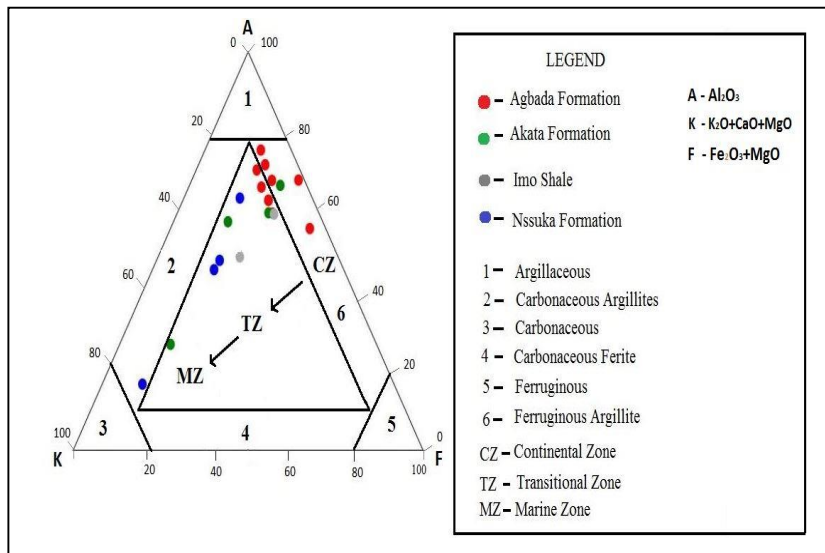 A
0 100
1
20 80
40 60
2
CZ
60 40
6
TZ
80 20
MZ
3 4 5
100 0
K F
20 40 60 80 100
LEGEND
– Agbada Formation
– Akata Formation
– Imo Shale
– Nssuka Formation
1 – Argillaceous
2 – Carbonaceous Argillites
3 – Carbonaceous
4 – Carbonaceous Ferite
5 – Ferruginous
6 – Ferruginous Argillite
CZ – Continental Zone
TZ – Transitional Zone
MZ – Marine Zone
A - Al₂O₃
K - K₂O+CaO+MgO
F - Fe₂O₃+MgO